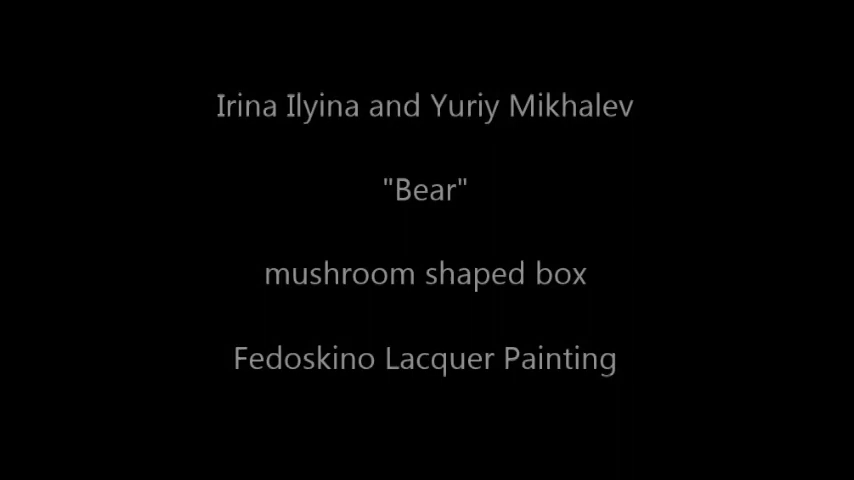 Irina Ilyina and Yuriy Mikhalev
"Bear"
mushroom shaped box
Fedoskino Lacquer Painting